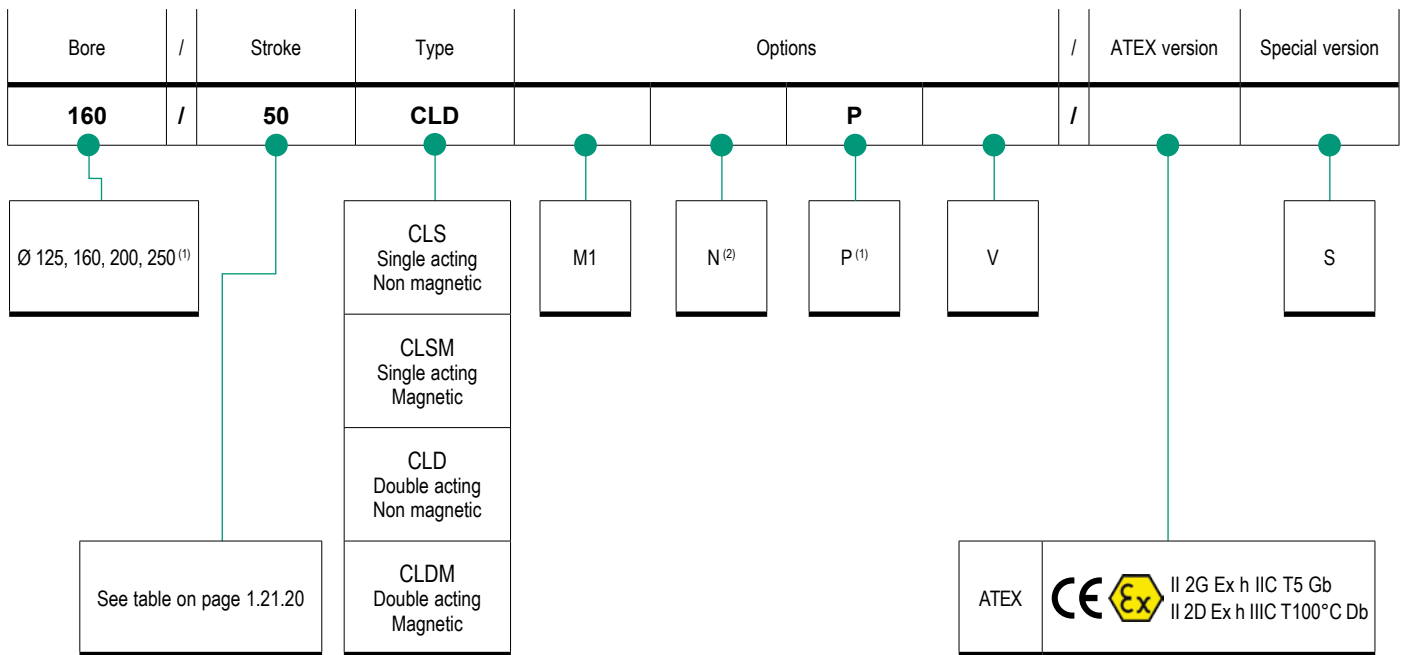 Bore / Stroke Type Options / ATEX version Special version
160 / 50 CLD P /
Ø 125, 160, 200, 250 (1)
CLS
Single acting
Non magnetic
M1
N (2)
P (1)
V
S
CLSM
Single acting
Magnetic
CLD
Double acting
Non magnetic
See table on page 1.21.20
CLDM
Double acting
Magnetic
ATEX
CE Ex
II 2G Ex h IIC T5 Gb
II 2D Ex h IIIC T100°C Db